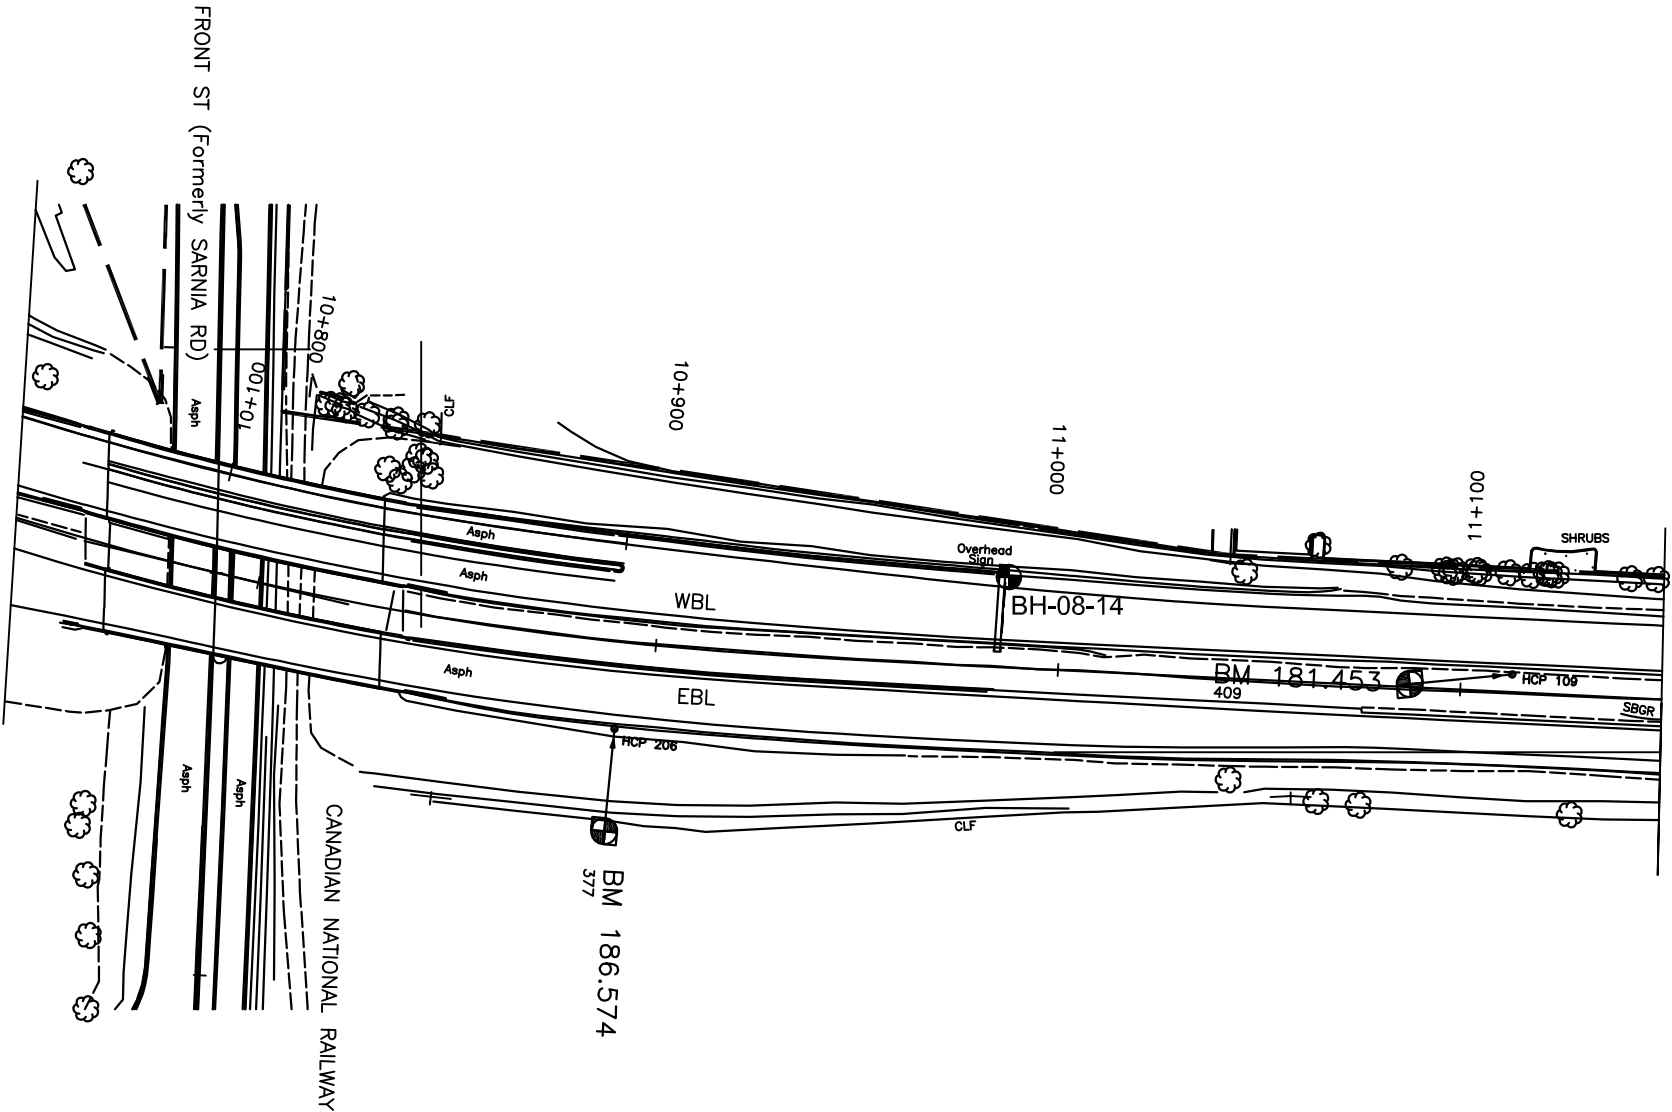 FRONT ST (Formerly SARNIA RD)
10+800
10+100
Asph
CLF
10+900
11+000
11+100
SHRUBS
Asph
Asph
Overhead
Sign
WBL
BH-08-14
BM 181.453
409
HCP 109
SBGR
Asph
EBL
HCP 206
CLF
Asph
Asph
CANADIAN NATIONAL RAILWAY
BM 186.574
377